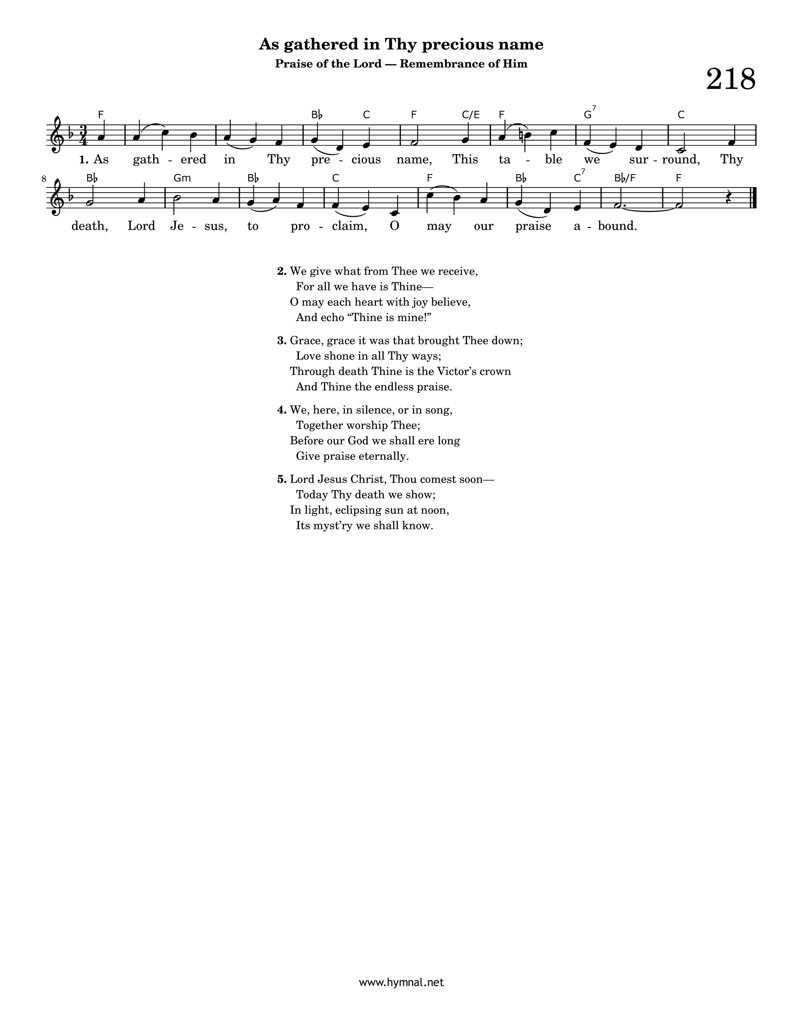 As gathered in Thy precious name
Praise of the Lord — Remembrance of Him
218
F B♭ C F C/E F G7 C
3
4
1. As gath - ered in Thy pre - cious name, This ta - ble we sur - round, Thy
8
B♭ Gm B♭ C F B♭ C7 B♭/F F
death, Lord Je - sus, to pro - claim, O may our praise a - bound.
2. We give what from Thee we receive,
For all we have is Thine—
O may each heart with joy believe,
And echo “Thine is mine!”
3. Grace, grace it was that brought Thee down;
Love shone in all Thy ways;
Through death Thine is the Victor’s crown
And Thine the endless praise.
4. We, here, in silence, or in song,
Together worship Thee;
Before our God we shall ere long
Give praise eternally.
5. Lord Jesus Christ, Thou comest soon—
Today Thy death we show;
In light, eclipsing sun at noon,
Its myst’ry we shall know.
www.hymnal.net